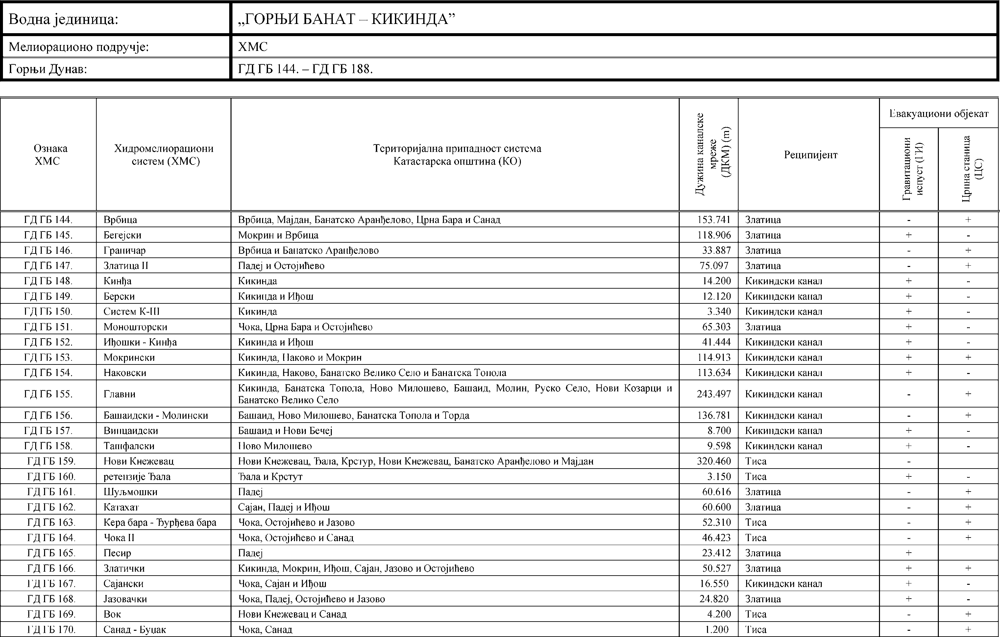 Водна јединица: „ГОРЊИ БАНАТ – КИКИНДА”
Мелиорационо подручје: ХМС
Горњи Дунав: ГД ГБ 144. – ГД ГБ 188.
Ознака ХМС
Хидромелиорациони систем (ХМС)
Територијална припадност система
Катастарска општина (КО)
Дужина каналске мреже (ДКМ) (m)
Реципијент
Евакуациони објекат
Гравитациони испуст (ГИ)
Црпна станица (ЦС)
ГД ГБ 144. Врбица Врбица, Мајдан, Банатско Аранђелово, Црна Бара и Санад 153.741 Златица - +
ГД ГБ 145. Бегејски Мокрин и Врбица 118.906 Златица + -
ГД ГБ 146. Граничар Врбица и Банатско Аранђелово 33.887 Златица - +
ГД ГБ 147. Златица II Падеј и Остојићево 75.097 Златица - +
ГД ГБ 148. Кинђа Кикинда 14.200 Кикиндски канал + -
ГД ГБ 149. Берски Кикинда и Иђош 12.120 Кикиндски канал + -
ГД ГБ 150. Систем К-III Кикинда 3.340 Кикиндски канал + -
ГД ГБ 151. Моношторски Чока, Црна Бара и Остојићево 65.303 Златица + -
ГД ГБ 152. Иђошки - Кинђа Кикинда и Иђош 41.444 Кикиндски канал + -
ГД ГБ 153. Мокрински Кикинда, Наково и Мокрин 114.913 Кикиндски канал + +
ГД ГБ 154. Наковски Кикинда, Наково, Банатско Велико Село и Банатска Топола 113.634 Кикиндски канал + -
ГД ГБ 155. Главни Кикинда, Банатска Топола, Ново Милошево, Башаид, Молин, Руско Село, Нови Козарци и
Банатско Велико Село 243.497 Кикиндски канал - +
ГД ГБ 156. Башаидски - Молински Башаид, Ново Милошево, Банатска Топола и Торда 136.781 Кикиндски канал - +
ГД ГБ 157. Винцаидски Башаид и Нови Бечеј 8.700 Кикиндски канал + -
ГД ГБ 158. Ташфалски Ново Милошево 9.598 Кикиндски канал + -
ГД ГБ 159. Нови Кнежевац Нови Кнежевац, Ђала, Крстур, Нови Кнежевац, Банатско Аранђелово и Мајдан 320.460 Тиса -
ГД ГБ 160. ретензије Ђала Ђала и Крстут 3.150 Тиса + -
ГД ГБ 161. Шуљмошки Падеј 60.616 Златица - +
ГД ГБ 162. Катахат Сајан, Падеј и Иђош 60.600 Златица - +
ГД ГБ 163. Кера бара - Ђурђева бара Чока, Остојићево и Јазово 52.310 Тиса - +
ГД ГБ 164. Чока II Чока, Остојићево и Санад 46.423 Тиса - +
ГД ГБ 165. Песир Падеј 23.412 Златица +
ГД ГБ 166. Златички Кикинда, Мокрин, Иђош, Сајан, Јазово и Остојићево 50.527 Златица + +
ГД ГБ 167. Сајански Чока, Сајан и Иђош 16.550 Кикиндски канал + -
ГД ГБ 168. Јазовачки Чока, Падеј, Остојићево и Јазово 24.820 Златица + -
ГД ГБ 169. Вок Нови Кнежевац и Санад 4.200 Тиса - +
ГД ГБ 170. Санад - Буџак Чока, Санад 1.200 Тиса - +